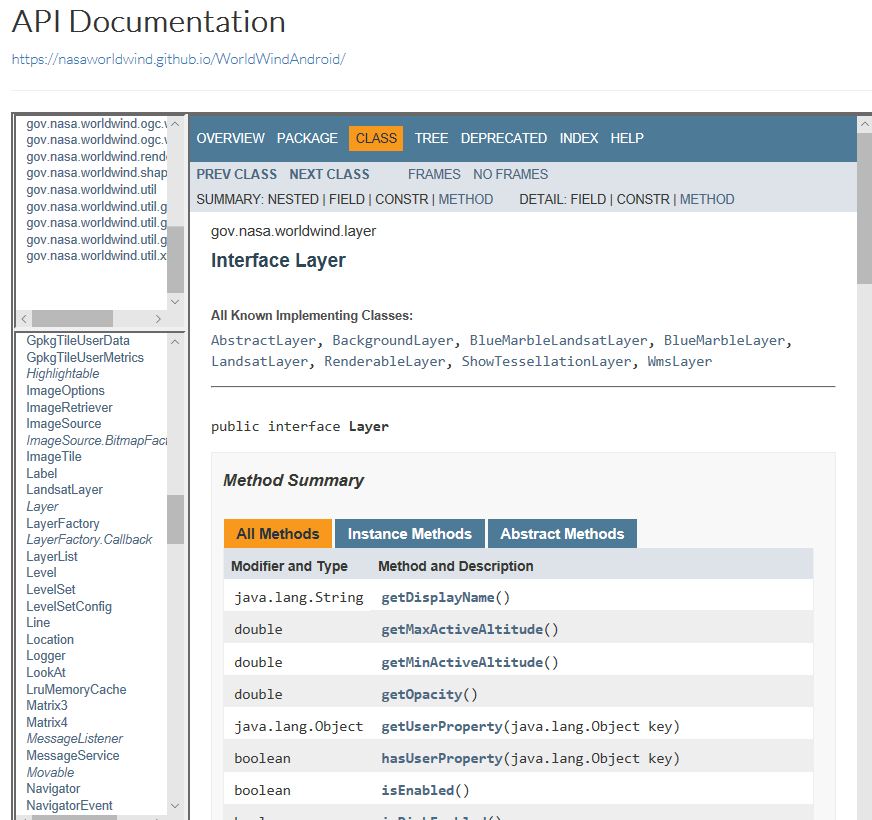 API Documentation
https://nasaworldwind.github.io/WorldWindAndroid/
gov.nasa.worldwind.ogc.
gov.nasa.worldwind.ogc.
gov.nasa.worldwind.rende
gov.nasa.worldwind.shap
gov.nasa.worldwind.util
gov.nasa.worldwind.util.g
gov.nasa.worldwind.util.g
gov.nasa.worldwind.util.g
gov.nasa.worldwind.util.x
GpkgTileUserData
GpkgTileUserMetrics
Highlightable
ImageOptions
ImageRetriever
ImageSource
ImageSource.BitmapFact
ImageTile
Label
LandsatLayer
Layer
LayerFactory
LayerFactory.Callback
LayerList
Level
LevelSet
LevelSetConfig
Line
Location
Logger
LookAt
LruMemoryCache
Matrix3
Matrix4
MessageListener
MessageService
Movable
Navigator
NavigatorEvent
OVERVIEW PACKAGE CLASS TREE DEPRECATED INDEX HELP
PREV CLASS NEXT CLASS FRAMES NO FRAMES
SUMMARY: NESTED | FIELD | CONSTR | METHOD DETAIL: FIELD | CONSTR | METHOD
gov.nasa.worldwind.layer
Interface Layer
All Known Implementing Classes:
AbstractLayer, BackgroundLayer, BlueMarbleLandsatLayer, BlueMarbleLayer,
LandsatLayer, RenderableLayer, ShowTessellationLayer, WmsLayer
public interface Layer
Method Summary
All Methods Instance Methods Abstract Methods
Modifier and Type Method and Description
java.lang.String getDisplayName()
double getMaxActiveAltitude()
double getMinActiveAltitude()
double getOpacity()
java.lang.Object getUserProperty(java.lang.Object key)
boolean hasUserProperty(java.lang.Object key)
boolean isEnabled()